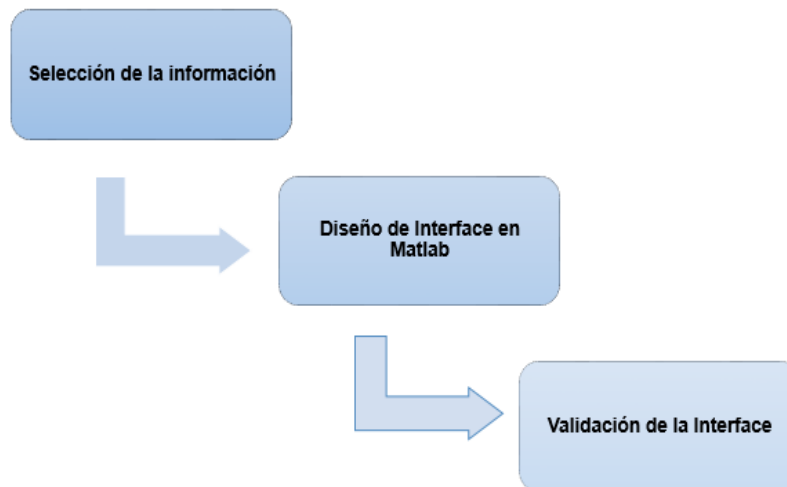 Selección de la información
Diseño de Interface en
Matlab
Validación de la Interface